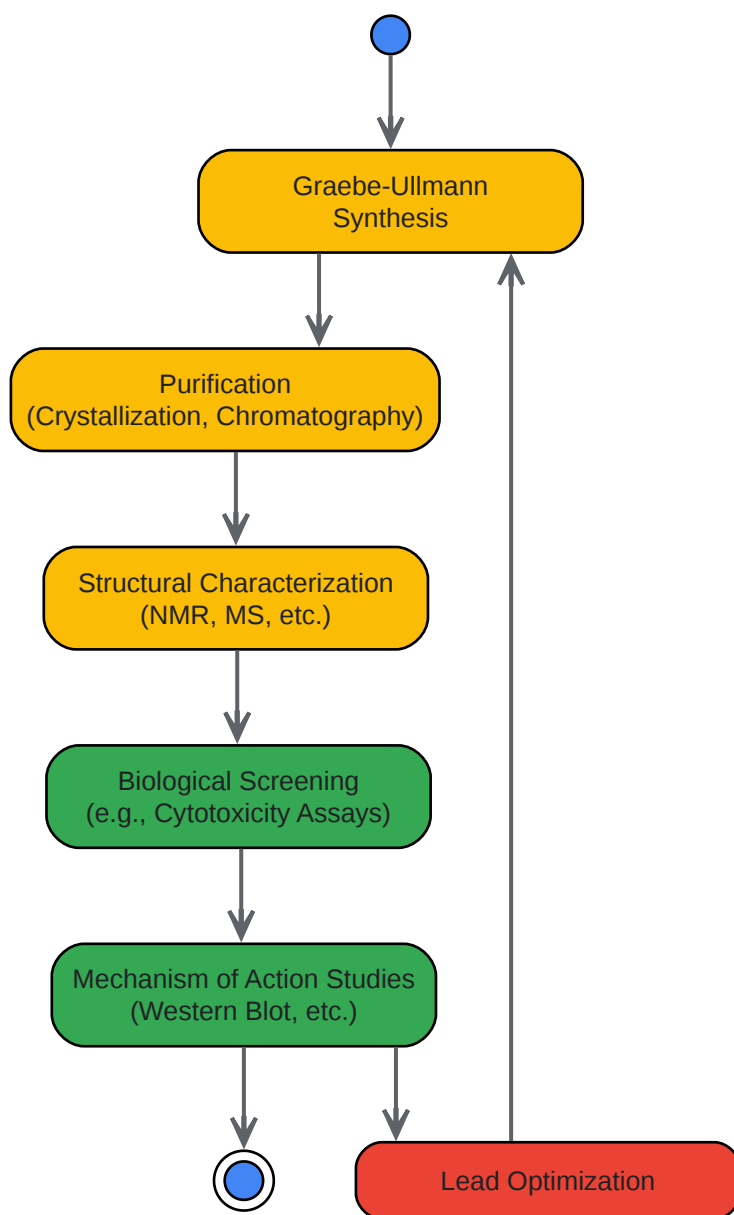 Graebe-Ullmann
Synthesis
Purification
(Crystallization, Chromatography)
Structural Characterization
(NMR, MS, etc.)
Biological Screening
(e.g., Cytotoxicity Assays)
Mechanism of Action Studies
(Western Blot, etc.)
Lead Optimization